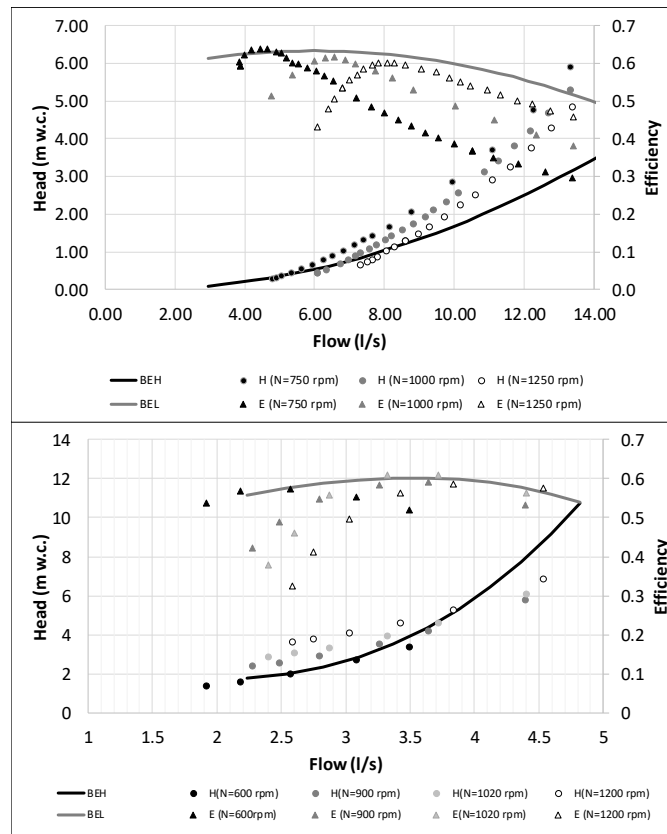 7.00
6.00
5.00
4.00
3.00
2.00
1.00
0.00
Head (m w.c.)
0.7
0.6
0.5
0.4
0.3
0.2
0.1
0.0
Efficiency
0.00 2.00 4.00 6.00 8.00 10.00 12.00 14.00
Flow (l/s)
BEH H (N=750 rpm) H (N=1000 rpm) H (N=1250 rpm)
BEL E (N=750 rpm) E (N=1000 rpm) E (N=1250 rpm)
14
12
10
8
6
4
2
0
Head (m w.c.)
0.7
0.6
0.5
0.4
0.3
0.2
0.1
0
Efficiency
1 1.5 2 2.5 3 3.5 4 4.5 5
Flow (l/s)
BEH H(N=600 rpm) H(N=900 rpm) H(N=1020 rpm) H(N=1200 rpm)
BEL E (N=600rpm) E(N=900 rpm) E(N=1020 rpm) E(N=1200 rpm)